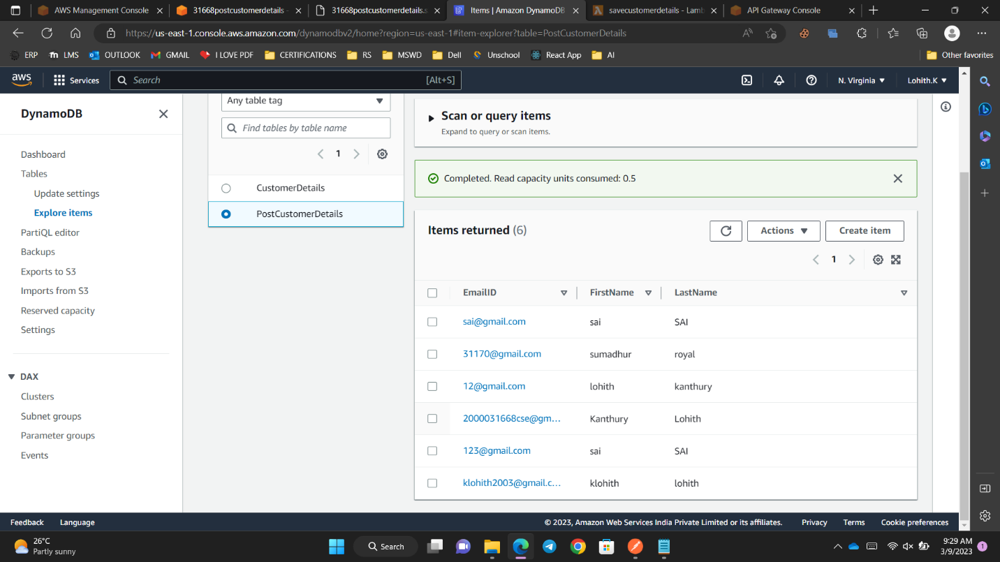 AWS Management Console
31668postcustomerdetails -
31668postcustomerdetails.s
Items | Amazon DynamoDB
savecustomerdetails - Lamb
API Gateway Console
https://us-east-1.console.aws.amazon.com/dynamodbv2/home?region=us-east-1#item-explorer?table=PostCustomerDetails
ERP
LMS
OUTLOOK
GMAIL
I LOVE PDF
CERTIFICATIONS
RS
MSWD
Dell
Unschool
React App
AI
Other favorites
aws
Services
Search
[Alt+S]
N. Virginia
Lohith.K
DynamoDB
Dashboard
Tables
Update settings
Explore items
PartiQL editor
Backups
Exports to S3
Imports from S3
Reserved capacity
Settings
DAX
Clusters
Subnet groups
Parameter groups
Events
Any table tag
Find tables by table name
1
CustomerDetails
PostCustomerDetails
Scan or query items
Expand to query or scan items.
Completed. Read capacity units consumed: 0.5
Items returned (6)
Actions
Create item
1
EmailID FirstName LastName
sai@gmail.com sai SAI
31170@gmail.com sumadhur royal
12@gmail.com lohith kanthury
2000031668cse@gm... Kanthury Lohith
123@gmail.com sai SAI
klohith2003@gmail.c... klohith lohith
Feedback
Language
© 2023, Amazon Web Services India Private Limited or its affiliates.
Privacy
Terms
Cookie preferences
26°C
Partly sunny
Search
9:29 AM
3/9/2023
1